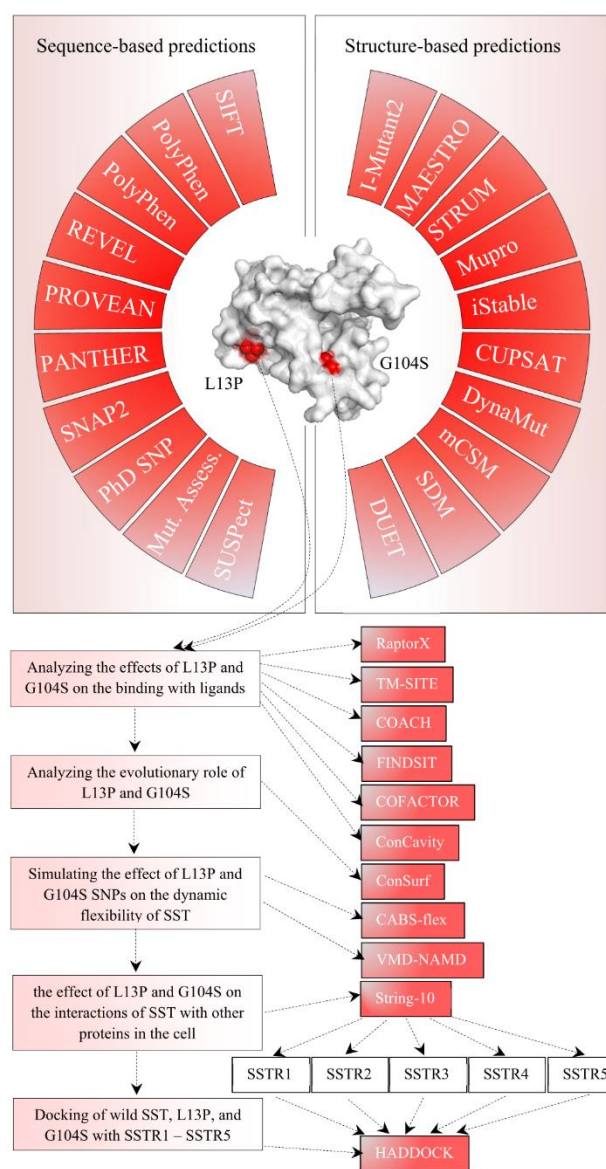 Sequence-based predictions
Structure-based predictions
SIFT
PolyPhen
PolyPhen
REVEL
PROVEAN
PANTHER
SNAP2
PhD SNP
Mut. Assess.
SUSPect
I-Mutant2
MAESTRO
STRUM
Mupro
iStable
CUPSAT
DynaMut
mCSM
SDM
DUET
L13P
G104S
Analyzing the effects of L13P and
G104S on the binding with ligands
Analyzing the evolutionary role of
L13P and G104S
Simulating the effect of L13P and
G104S SNPs on the dynamic
flexibility of SST
the effect of L13P and G104S on
the interactions of SST with other
proteins in the cell
Docking of wild SST, L13P, and
G104S with SSTR1 – SSTR5
RaptorX
TM-SITE
COACH
FINDSIT
COFACTOR
ConCavity
ConSurf
CABS-flex
VMD-NAMD
String-10
SSTR1
SSTR2
SSTR3
SSTR4
SSTR5
HADDOCK